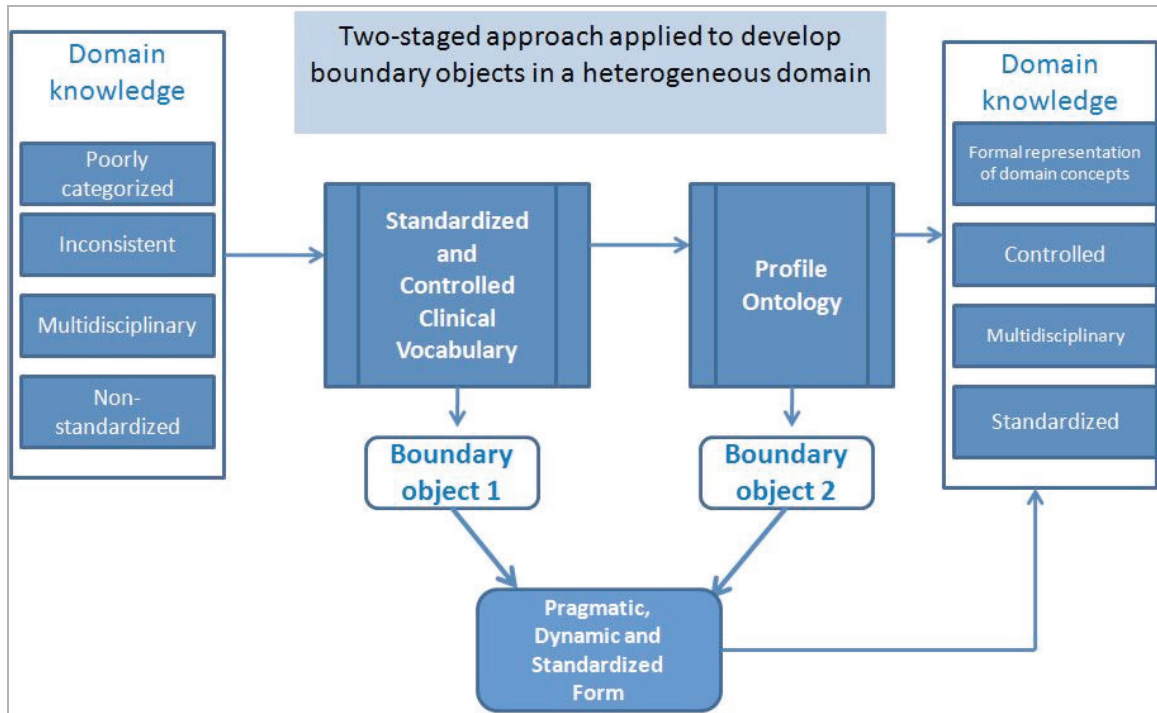 Domain
knowledge
Poorly
categorized
Inconsistent
Multidisciplinary
Non-
standardized
Two-staged approach applied to develop
boundary objects in a heterogeneous domain
Standardized
and
Controlled
Clinical
Vocabulary
Profile
Ontology
Boundary
object 1
Boundary
object 2
Pragmatic,
Dynamic and
Standardized
Form
Domain
knowledge
Formal representation
of domain concepts
Controlled
Multidisciplinary
Standardized